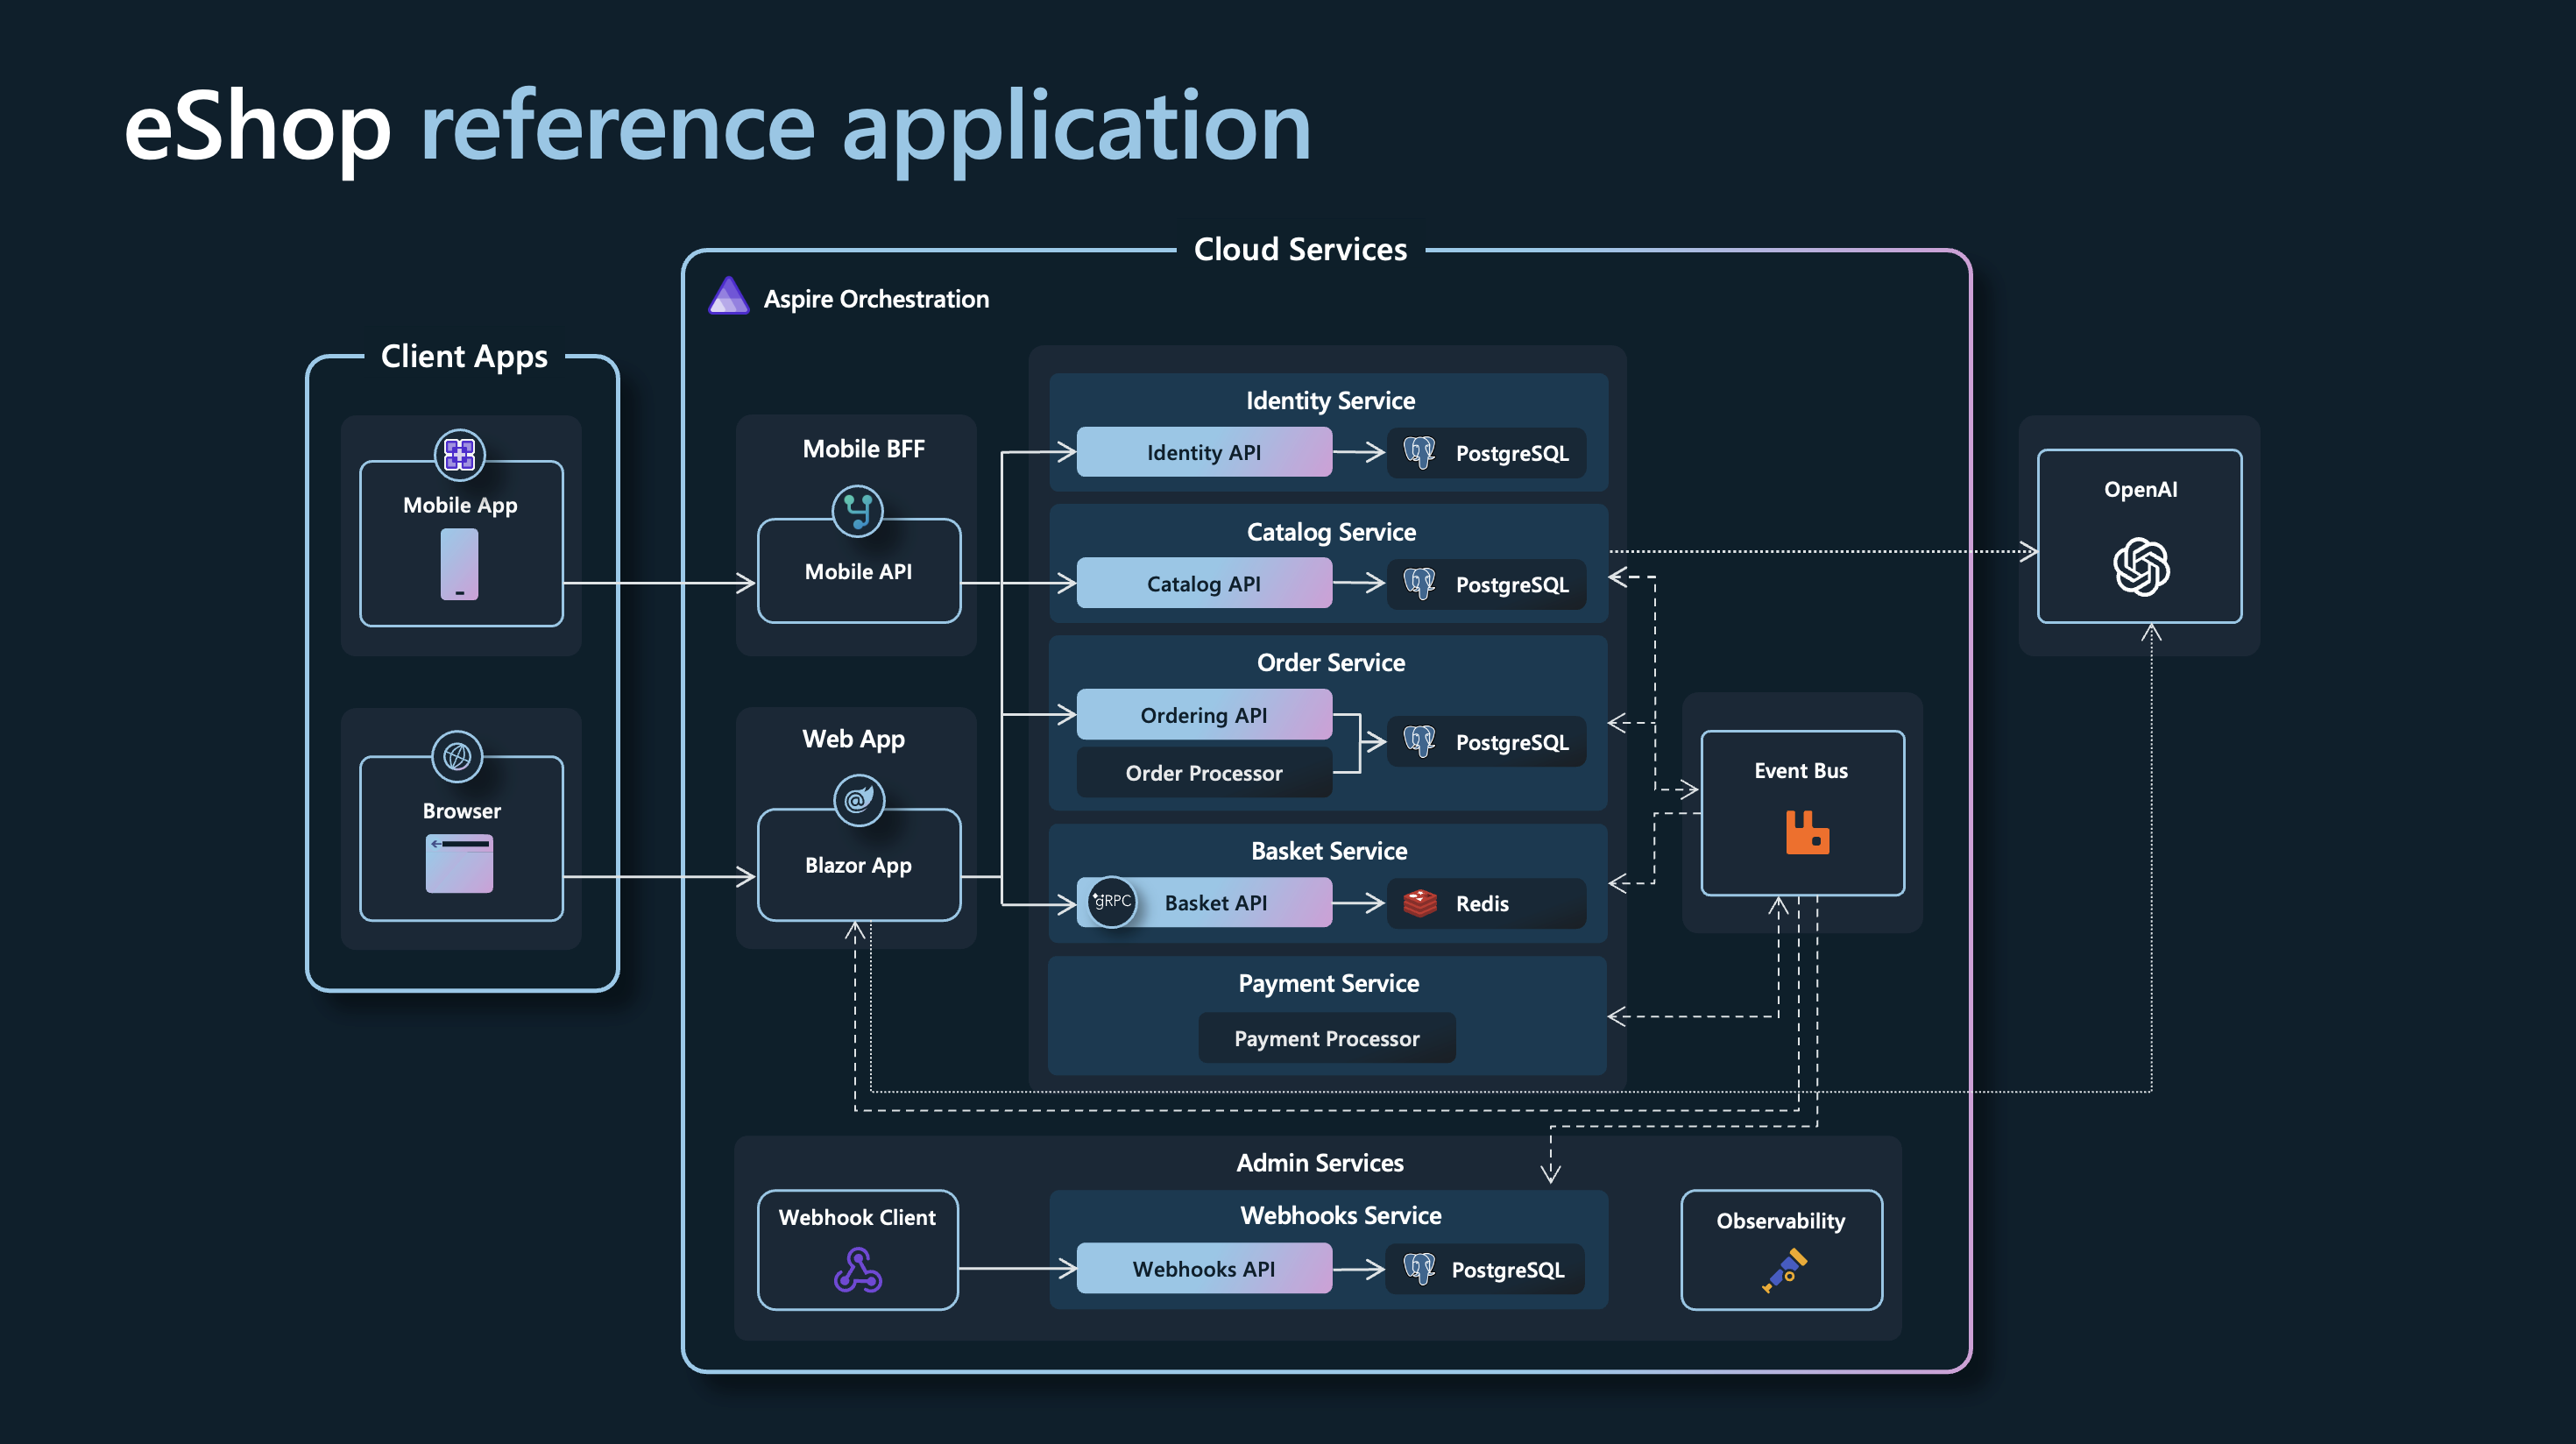 eShop reference application
Cloud Services
Aspire Orchestration
Client Apps
Mobile App
Browser
Mobile BFF
Mobile API
Web App
Blazor App
Identity Service
Identity API
PostgreSQL
Catalog Service
Catalog API
PostgreSQL
Order Service
Ordering API
Order Processor
PostgreSQL
Basket Service
gRPC
Basket API
Redis
Payment Service
Payment Processor
Event Bus
OpenAI
Admin Services
Webhook Client
Webhooks Service
Webhooks API
PostgreSQL
Observability